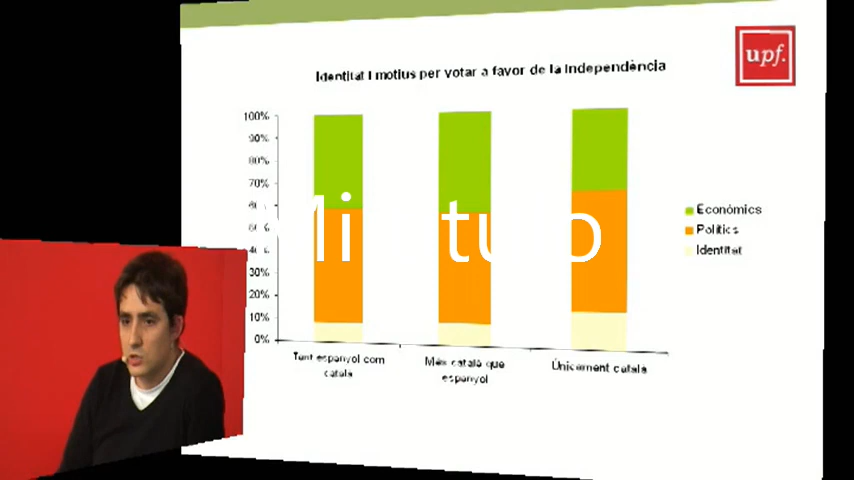 upf.
Identitat i motius per votar a favor de la Independència
100%
90%
80%
70%
30%
20%
10%
0%
Econòmics
Polítics
Identitat
Tant espanyol com
català
Més català que
espanyol
Únicament català